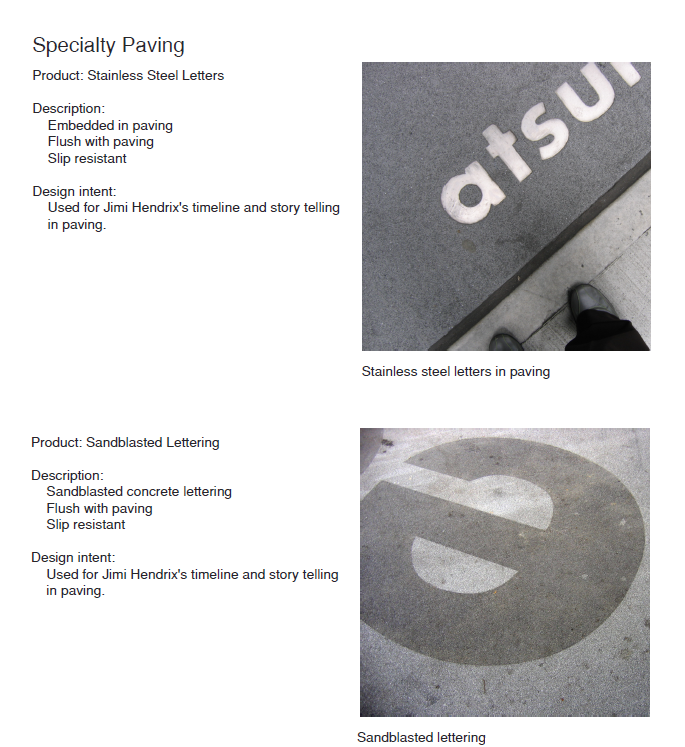 Specialty Paving
Product: Stainless Steel Letters
Description:
Embedded in paving
Flush with paving
Slip resistant
Design intent:
Used for Jimi Hendrix's timeline and story telling
in paving.
atsu
Stainless steel letters in paving
Product: Sandblasted Lettering
Description:
Sandblasted concrete lettering
Flush with paving
Slip resistant
Design intent:
Used for Jimi Hendrix's timeline and story telling
in paving.
e
Sandblasted lettering